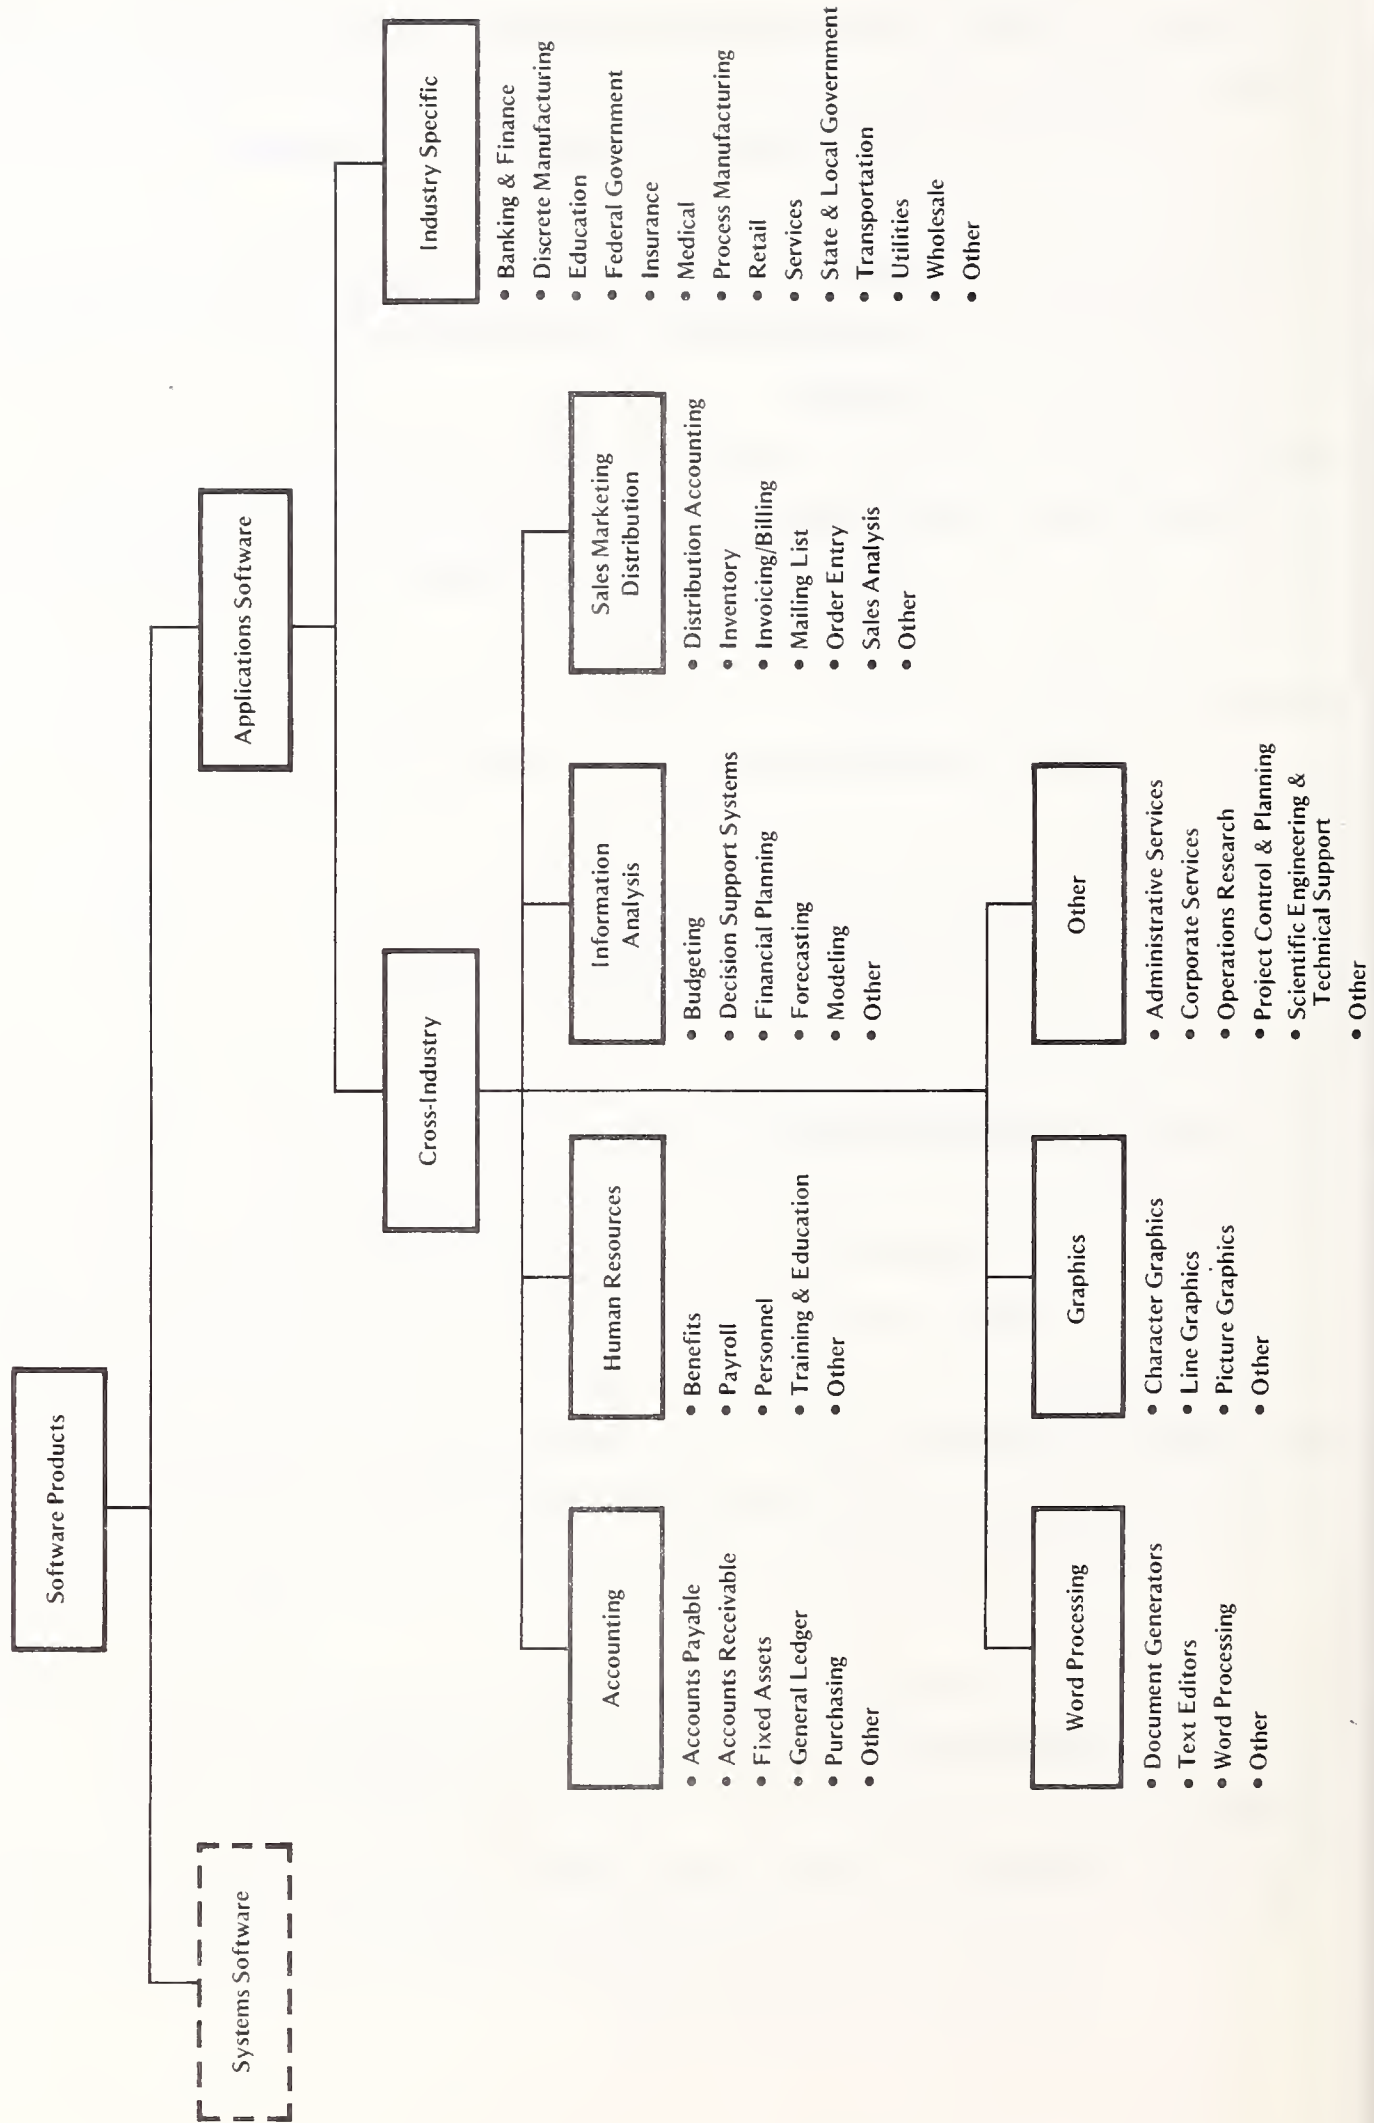 Software Products
Systems Software
Applications Software
Cross-Industry
Industry Specific
• Banking & Finance
• Discrete Manufacturing
• Education
• Federal Government
• Insurance
• Medical
• Process Manufacturing
• Retail
• Services
• State & Local Government
• Transportation
• Utilities
• Wholesale
• Other
Accounting
• Accounts Payable
• Accounts Receivable
• Fixed Assets
• General Ledger
• Purchasing
• Other
Human Resources
• Benefits
• Payroll
• Personnel
• Training & Education
• Other
Information
Analysis
• Budgeting
• Decision Support Systems
• Financial Planning
• Forecasting
• Modeling
• Other
Sales Marketing
Distribution
• Distribution Accounting
• Inventory
• Invoicing/Billing
• Mailing List
• Order Entry
• Sales Analysis
• Other
Word Processing
• Document Generators
• Text Editors
• Word Processing
• Other
Graphics
• Character Graphics
• Line Graphics
• Picture Graphics
• Other
Other
• Administrative Services
• Corporate Services
• Operations Research
• Project Control & Planning
• Scientific Engineering &
Technical Support
• Other